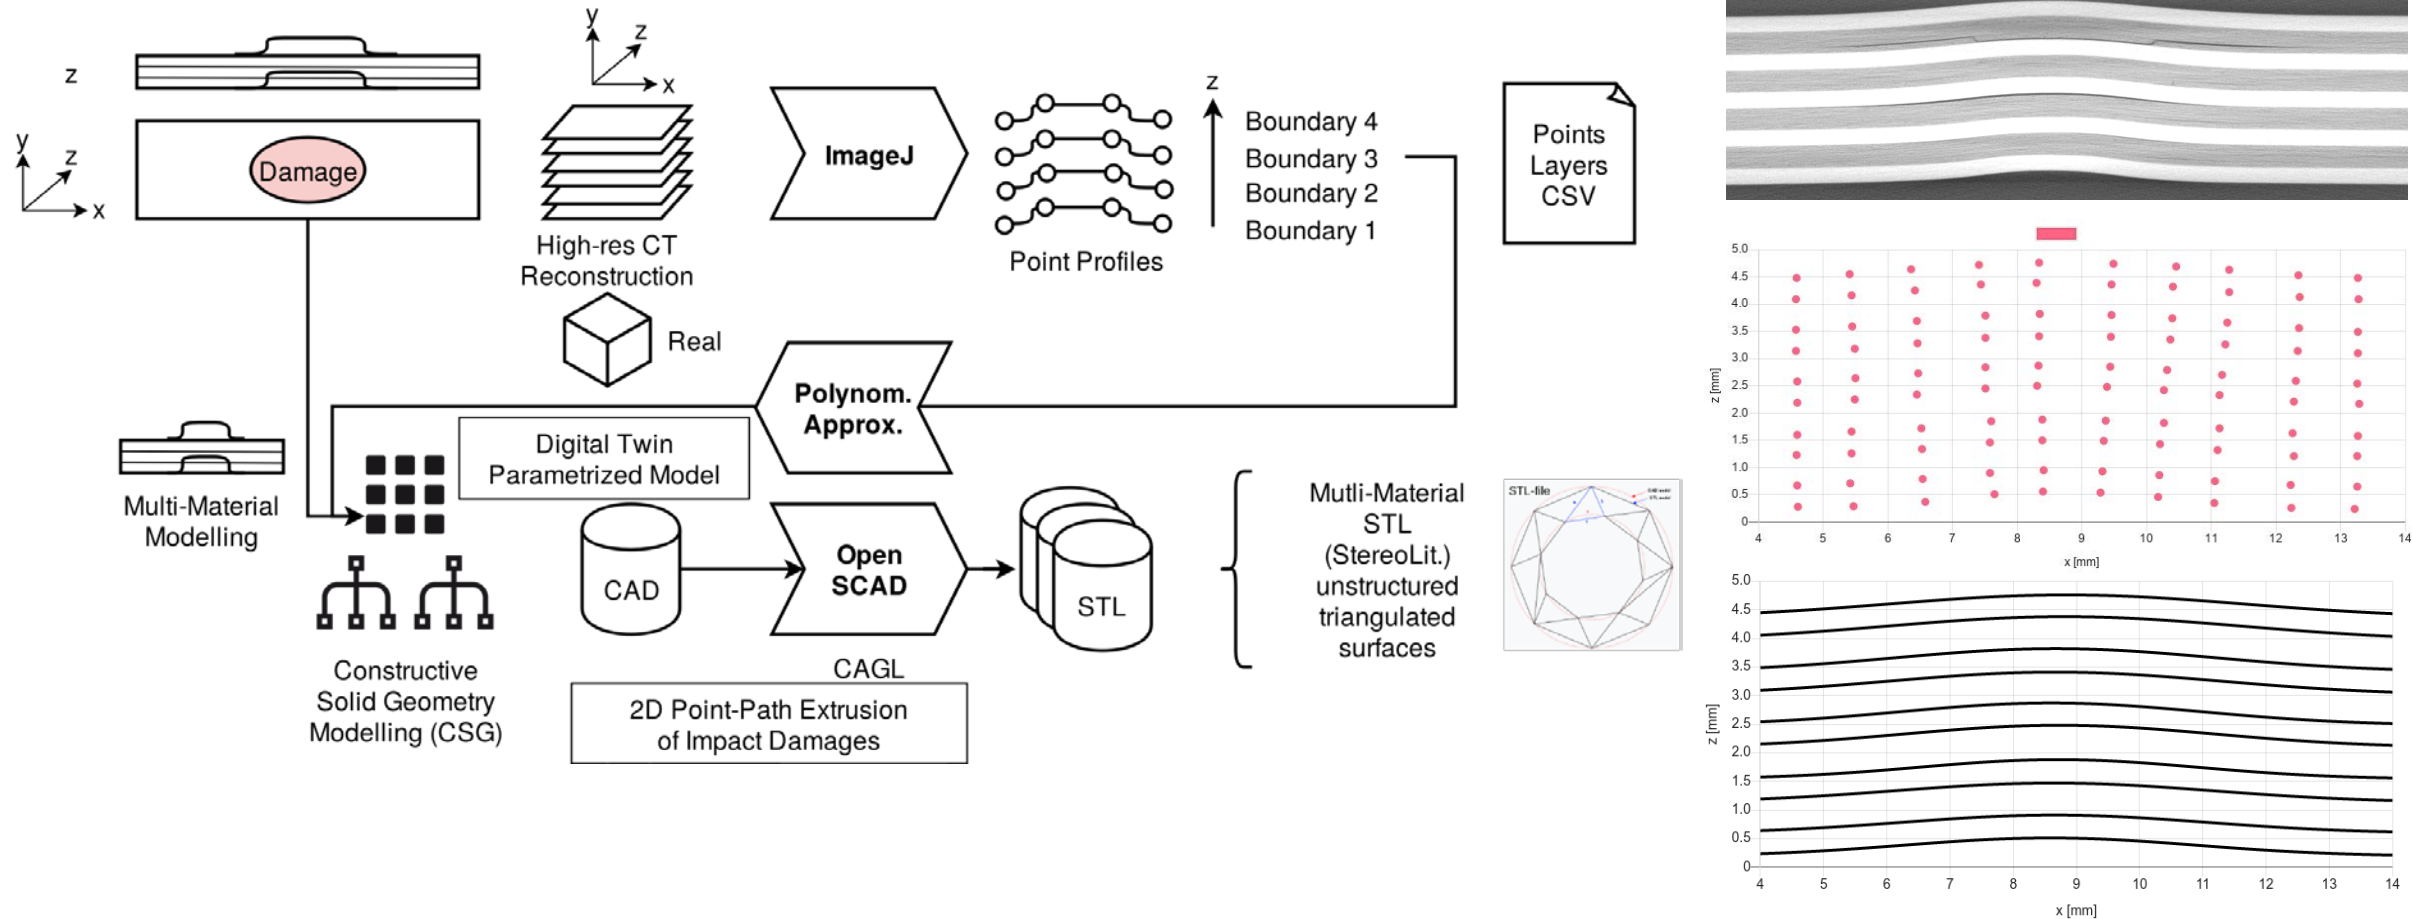 z
y
z
x
Damage
y
z
x
High-res CT
Reconstruction
Real
ImageJ
Point Profiles
z
Boundary 4
Boundary 3
Boundary 2
Boundary 1
Points
Layers
CSV
Polynom.
Approx.
Digital Twin
Parametrized Model
Multi-Material
Modelling
Constructive
Solid Geometry
Modelling (CSG)
CAD
Open
SCAD
CAGL
2D Point-Path Extrusion
of Impact Damages
STL
Mutli-Material
STL
(StereoLit.)
unstructured
triangulated
surfaces
STL-file
5.0
4.5
4.0
3.5
3.0
2.5
2.0
1.5
1.0
0.5
0
z [mm]
4 5 6 7 8 9 10 11 12 13 14
x [mm]
5.0
4.5
4.0
3.5
3.0
2.5
2.0
1.5
1.0
0.5
0
z [mm]
4 5 6 7 8 9 10 11 12 13 14
x [mm]